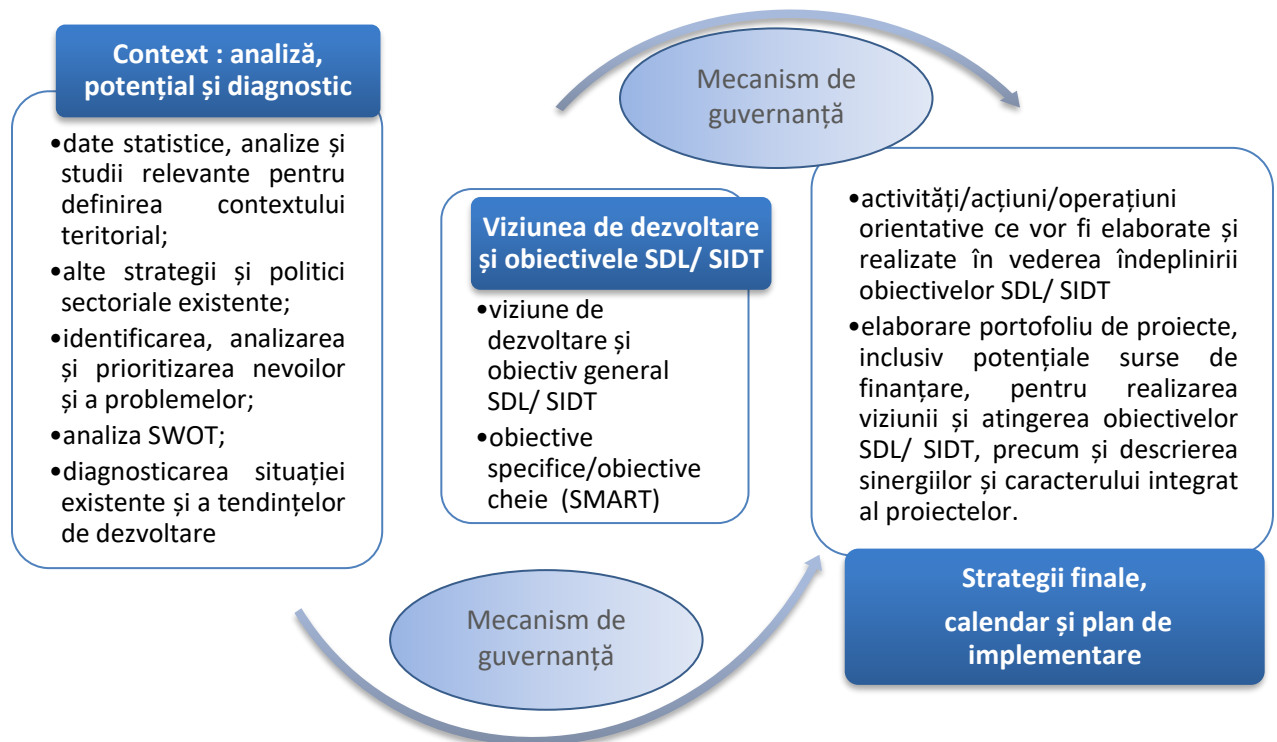 Context : analiză,
potențial și diagnostic
•date statistice, analize și
studii relevante pentru
definirea contextului
teritorial;
•alte strategii și politici
sectoriale existente;
•identificarea, analizarea
și prioritizarea nevoilor
și a problemelor;
•analiza SWOT;
•diagnosticarea situației
existente și a tendințelor
de dezvoltare
Mecanism de
guvernanță
Viziunea de dezvoltare
și obiectivele SDL/ SIDT
•viziune de
dezvoltare și
obiectiv general
SDL/ SIDT
•obiective
specifice/obiective
cheie (SMART)
Mecanism de
guvernanță
•activități/acțiuni/operațiuni
orientative ce vor fi elaborate și
realizate în vederea îndeplinirii
obiectivelor SDL/ SIDT
•elaborare portofoliu de proiecte,
inclusiv potențiale surse de
finanțare, pentru realizarea
viziunii și atingerea obiectivelor
SDL/ SIDT, precum și descrierea
sinergiilor și caracterului integrat
al proiectelor.
Strategii finale,
calendar și plan de
implementare